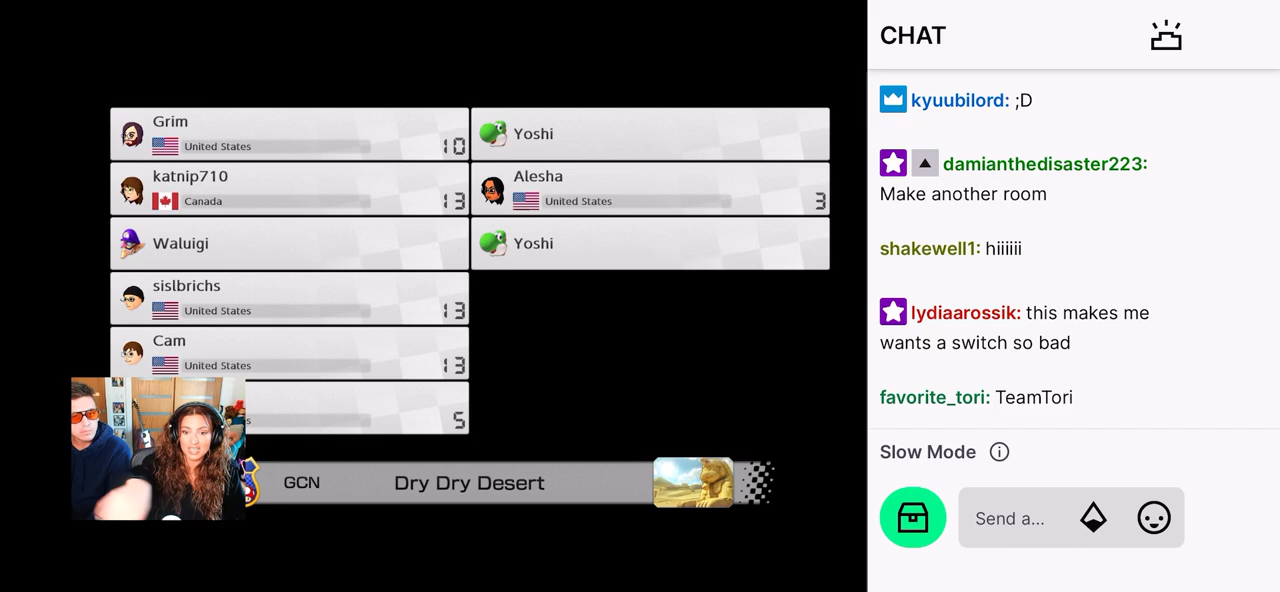 Grim
United States
10
katnip710
Canada
13
Waluigi
sislbrichs
United States
13
Cam
United States
13
s
5
Yoshi
Alesha
United States
3
Yoshi
GCN Dry Dry Desert
CHAT
kyuubilord: ;D
damianthedisaster223:
Make another room
shakewell1: hiiiiii
lydiaarossik: this makes me
wants a switch so bad
favorite_tori: TeamTori
Slow Mode
Send a...